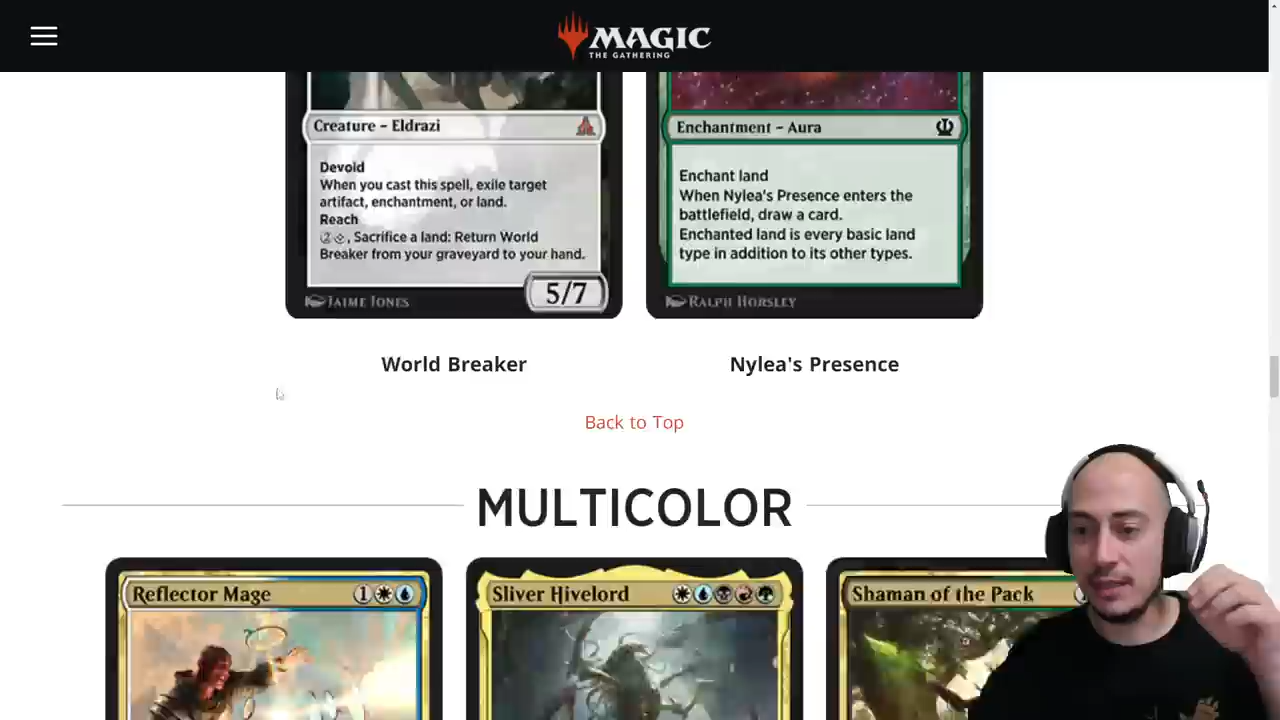 MAGIC
THE GATHERING
Creature – Eldrazi
Devoid
When you cast this spell, exile target
artifact, enchantment, or land.
Reach
2, Sacrifice a land: Return World
Breaker from your graveyard to your hand.
5/7
JAIME JONES
Enchantment – Aura
Enchant land
When Nylea's Presence enters the
battlefield, draw a card.
Enchanted land is every basic land
type in addition to its other types.
RALPH HORSLEY
World Breaker
Nylea's Presence
Back to Top
MULTICOLOR
Reflector Mage 1
Sliver Hivelord
Shaman of the Pack